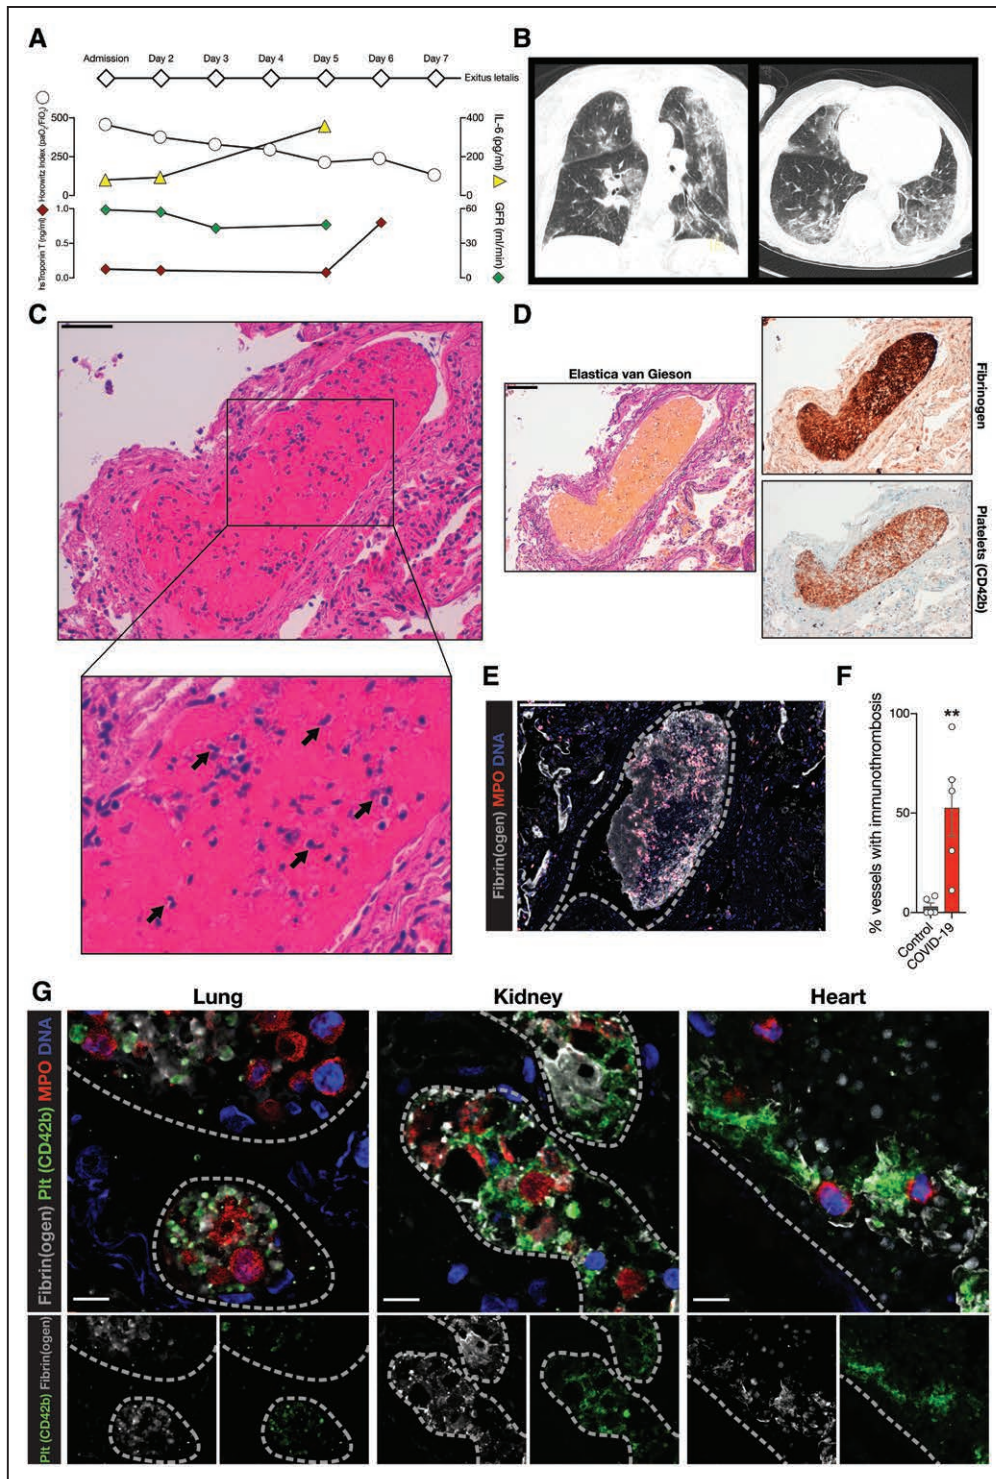 A
Admission Day 2 Day 3 Day 4 Day 5 Day 6 Day 7
Exitus letalis
Horowitz Index (paO₂/FiO₂)
500
250
0
400
200
0
IL-6
(pg/ml)
hsTroponin T (ng/ml)
1.0
0.5
0.0
60
30
0
GFR (ml/min)
B
C
D
Elastica van Gieson
Fibrinogen
Platelets (CD42b)
E
Fibrin(ogen) MPO DNA
F
% vessels with immunothrombosis
100
50
0
**
Control
COVID-19
G
Lung Kidney Heart
Fibrin(ogen) Plt (CD42b) MPO DNA
Plt (CD42b) Fibrin(ogen)